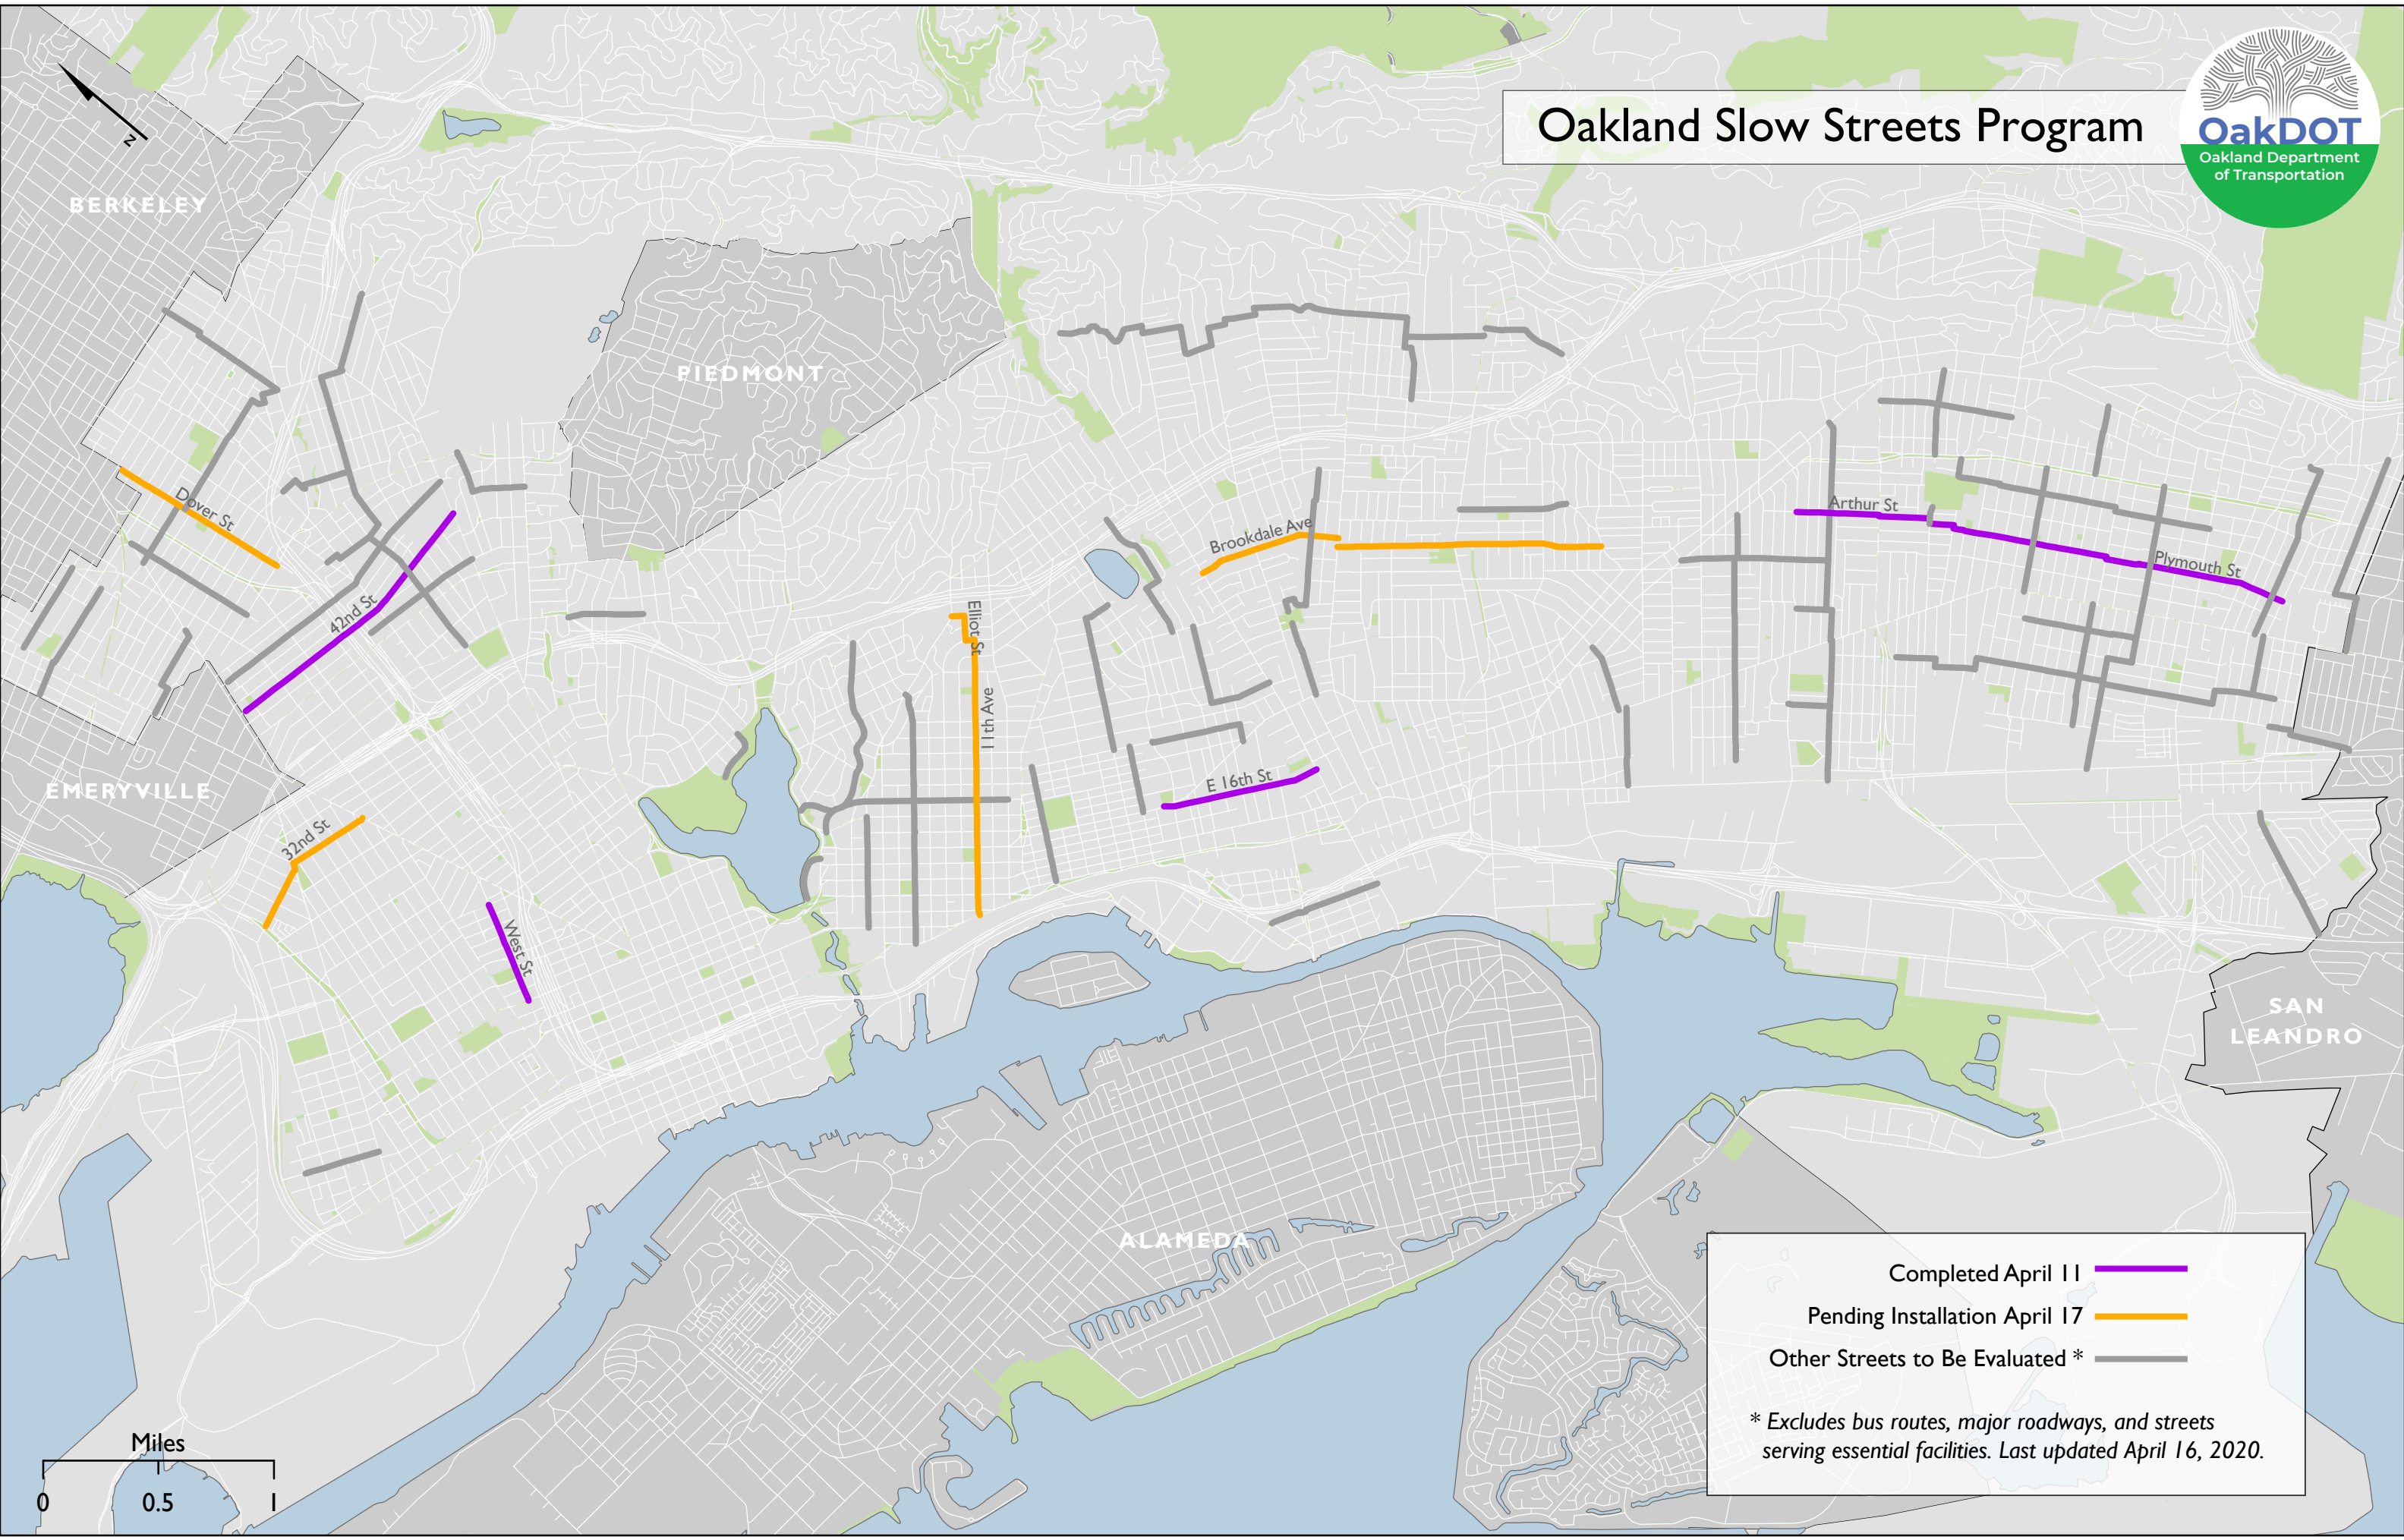 Oakland Slow Streets Program
OakDOT
Oakland Department
of Transportation
N
BERKELEY
PIEDMONT
Dover St
42nd St
EMERYVILLE
32nd St
West St
Elliot St
11th Ave
Brookdale Ave
E 16th St
Arthur St
Plymouth St
SAN
LEANDRO
ALAMEDA
Completed April 11
Pending Installation April 17
Other Streets to Be Evaluated *
* Excludes bus routes, major roadways, and streets
serving essential facilities. Last updated April 16, 2020.
Miles
0 0.5 1